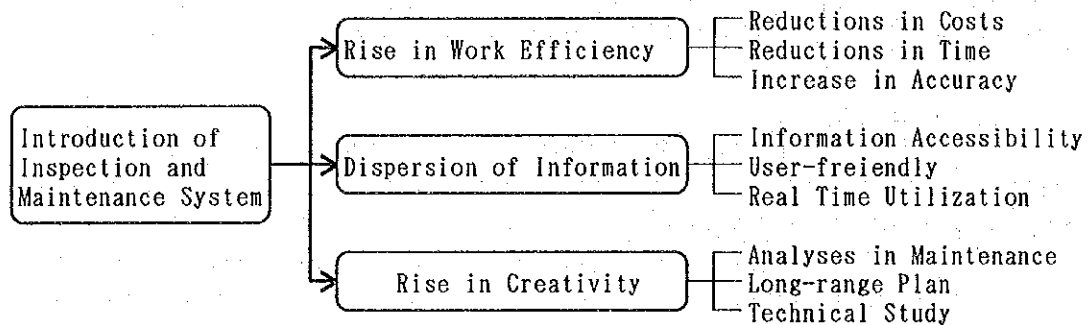 Introduction of
Inspection and
Maintenance System
Rise in Work Efficiency
Reductions in Costs
Reductions in Time
Increase in Accuracy
Dispersion of Information
Information Accessibility
User-freiendly
Real Time Utilization
Rise in Creativity
Analyses in Maintenance
Long-range Plan
Technical Study